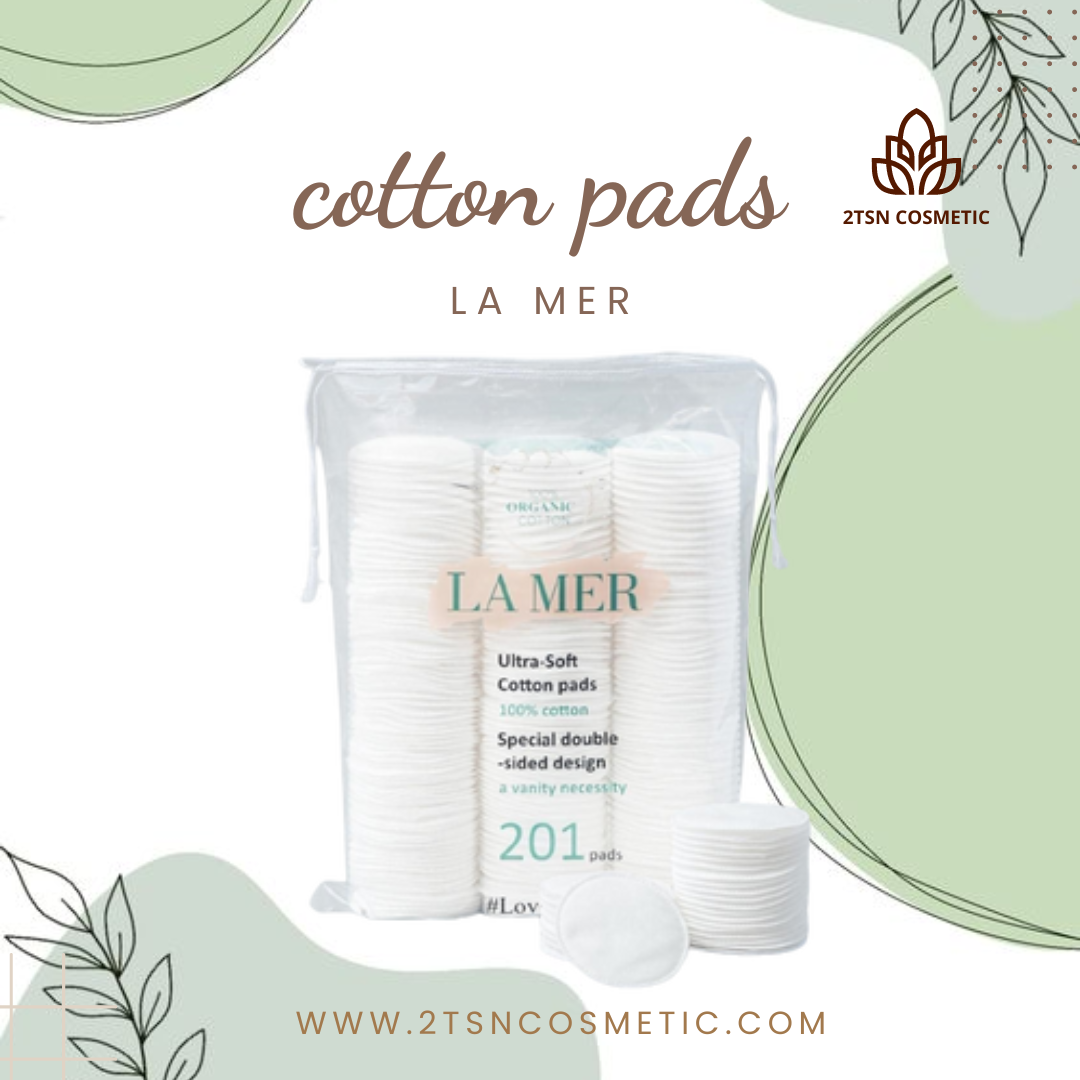 cotton pads
2TSN COSMETIC
LA MER
ORGANIC
COTTON
LA MER
Ultra-Soft
Cotton pads
100% cotton
Special double
-sided design
a vanity necessity
201 pads
#Lov
WWW.2TSNCOSMETIC.COM